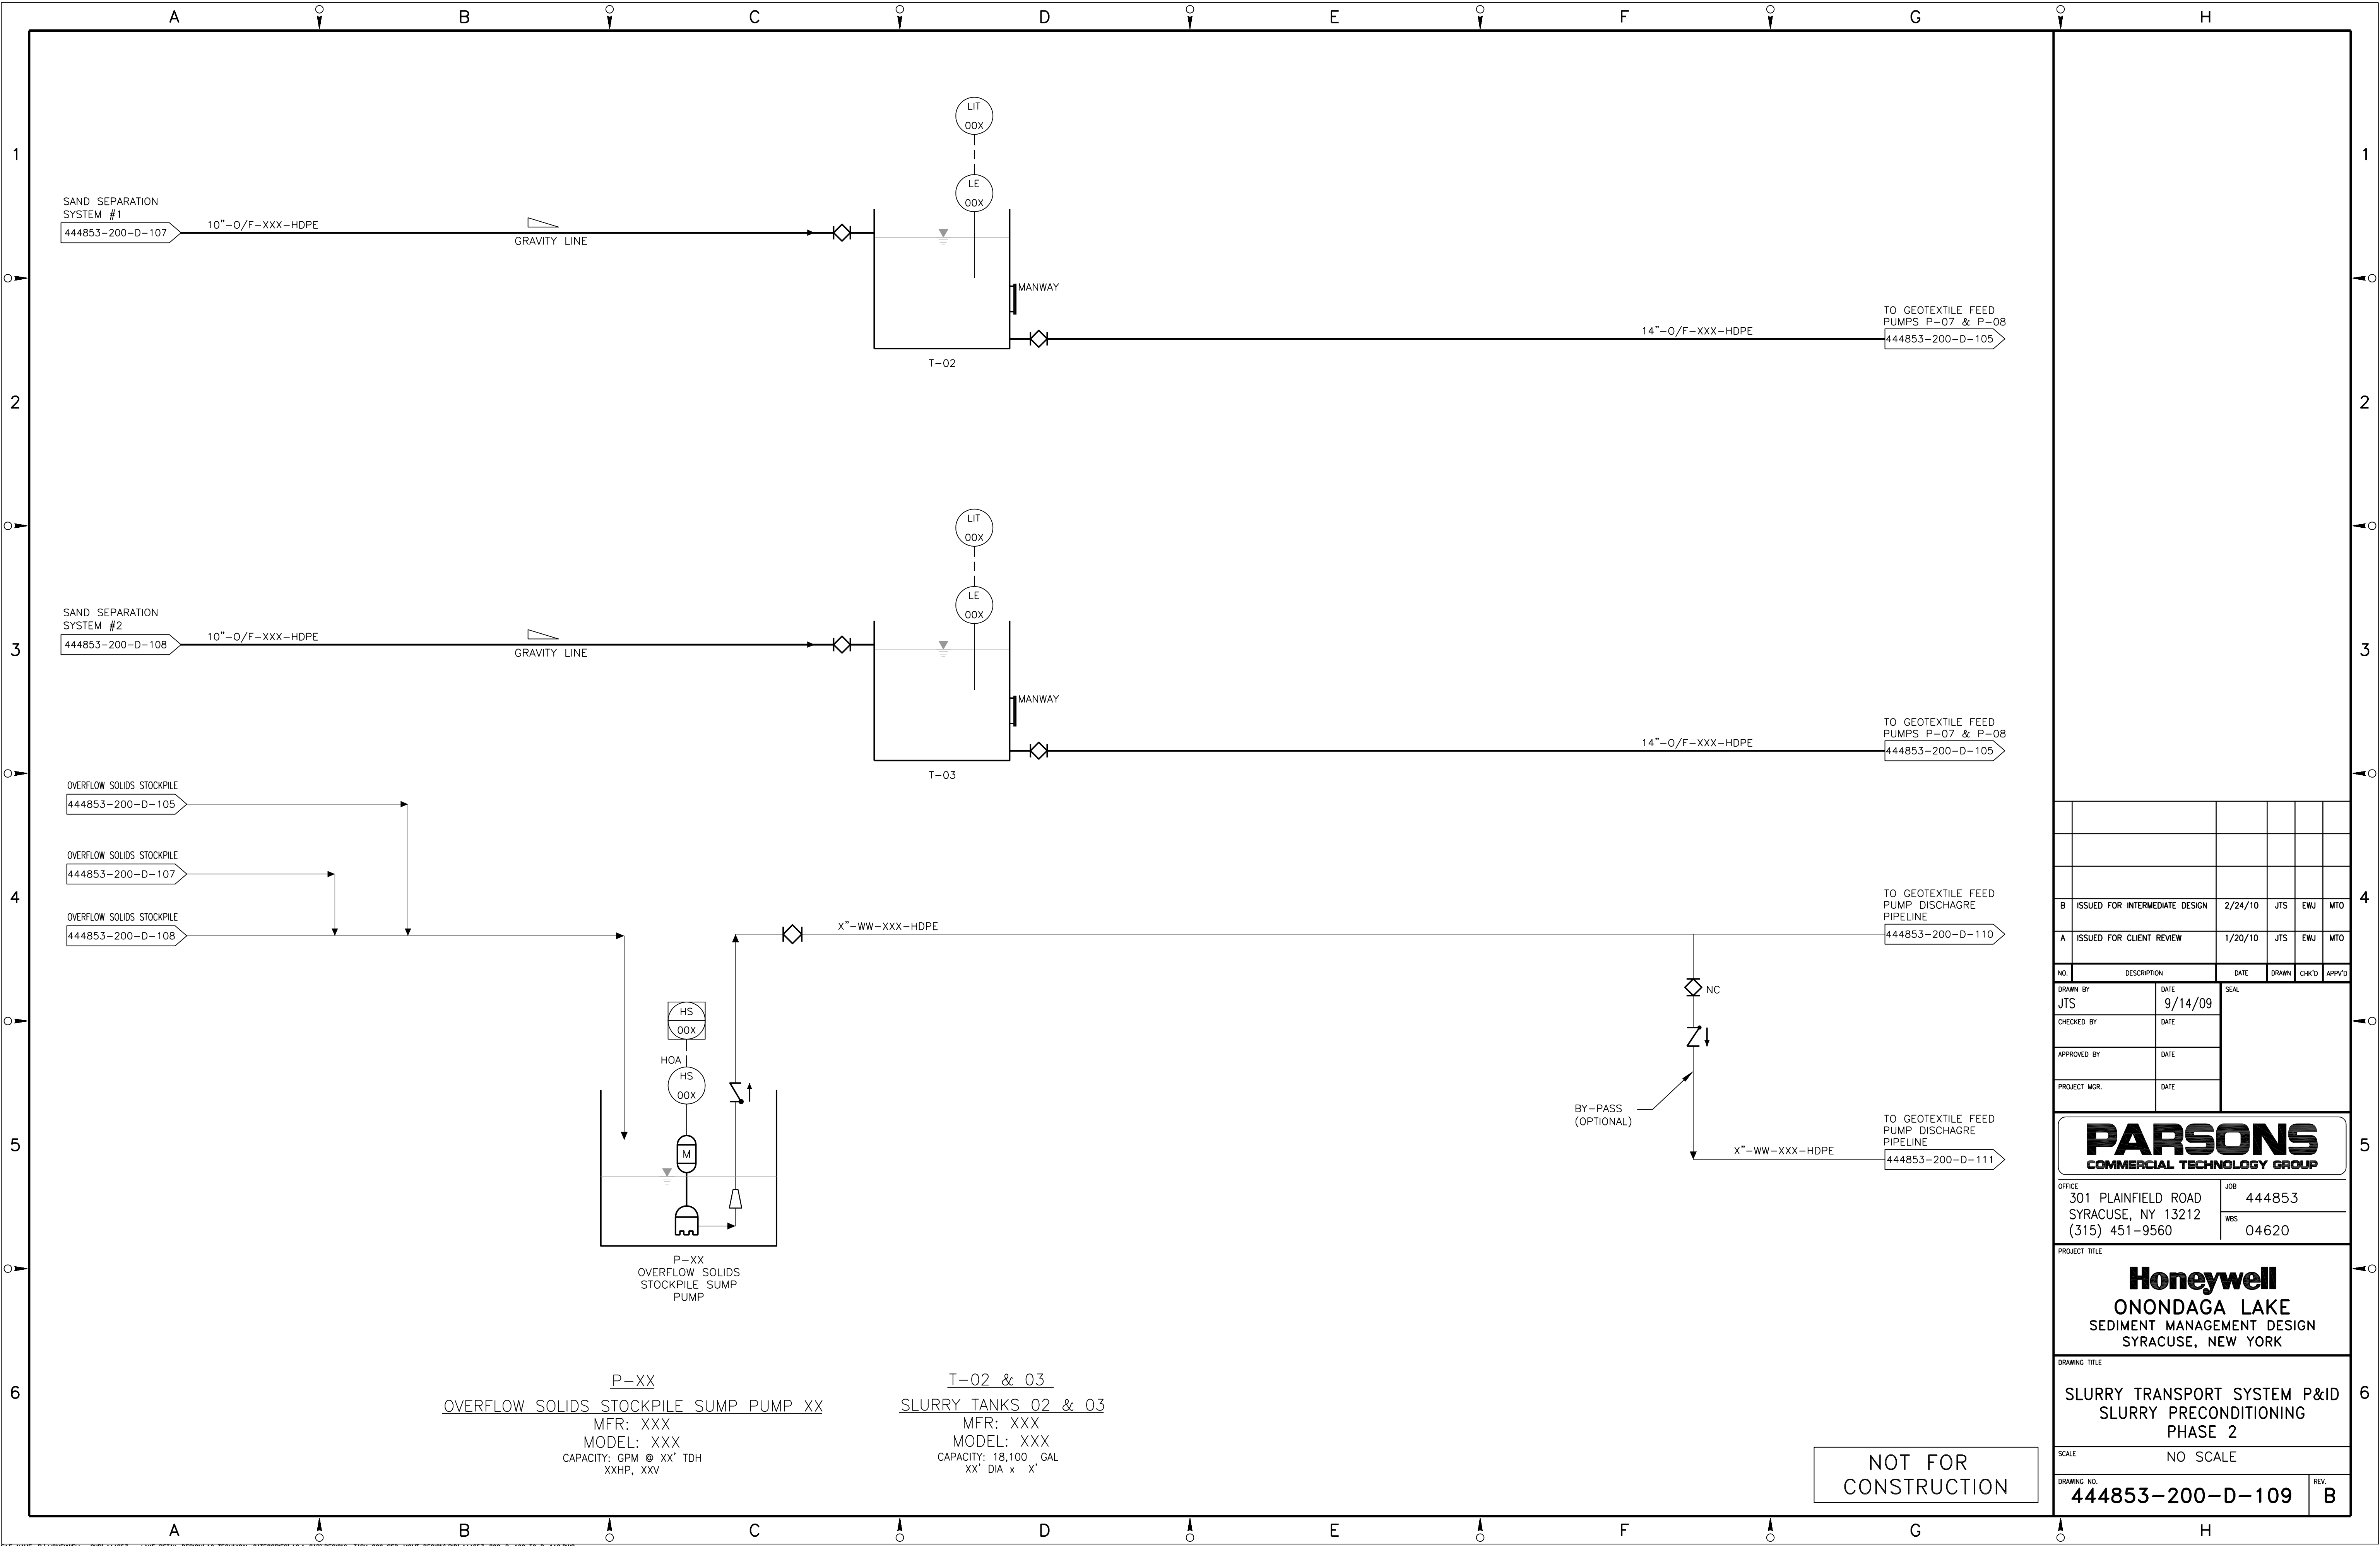 A B C D E F G H
LIT
00X
LE
00X
1 1
SAND SEPARATION
SYSTEM #1
444853-200-D-107
10"-O/F-XXX-HDPE
GRAVITY LINE
MANWAY
T-02
14"-O/F-XXX-HDPE
TO GEOTEXTILE FEED
PUMPS P-07 & P-08
444853-200-D-105
2 2
LIT
00X
LE
00X
SAND SEPARATION
SYSTEM #2
444853-200-D-108
10"-O/F-XXX-HDPE
GRAVITY LINE
3 3
MANWAY
T-03
14"-O/F-XXX-HDPE
TO GEOTEXTILE FEED
PUMPS P-07 & P-08
444853-200-D-105
OVERFLOW SOLIDS STOCKPILE
444853-200-D-105
OVERFLOW SOLIDS STOCKPILE
444853-200-D-107
4 4
OVERFLOW SOLIDS STOCKPILE
444853-200-D-108
X"-WW-XXX-HDPE
TO GEOTEXTILE FEED
PUMP DISCHAGRE
PIPELINE
444853-200-D-110
NC
HS
00X
HOA
HS
00X
M
BY-PASS
(OPTIONAL)
X"-WW-XXX-HDPE
TO GEOTEXTILE FEED
PUMP DISCHAGRE
PIPELINE
444853-200-D-111
5 5
P-XX
OVERFLOW SOLIDS
STOCKPILE SUMP
PUMP
6 6
P-XX
OVERFLOW SOLIDS STOCKPILE SUMP PUMP XX
MFR: XXX
MODEL: XXX
CAPACITY: GPM @ XX' TDH
XXHP, XXV
T-02 & 03
SLURRY TANKS 02 & 03
MFR: XXX
MODEL: XXX
CAPACITY: 18,100 GAL
XX' DIA x X'
NOT FOR
CONSTRUCTION
B ISSUED FOR INTERMEDIATE DESIGN 2/24/10 JTS EWJ MTO
A ISSUED FOR CLIENT REVIEW 1/20/10 JTS EWJ MTO
NO. DESCRIPTION DATE DRAWN CHK'D APPV'D
DRAWN BY DATE SEAL
JTS 9/14/09
CHECKED BY DATE
APPROVED BY DATE
PROJECT MGR. DATE
PARSONS
COMMERCIAL TECHNOLOGY GROUP
OFFICE
301 PLAINFIELD ROAD
SYRACUSE, NY 13212
(315) 451-9560
JOB
444853
WBS
04620
PROJECT TITLE
Honeywell
ONONDAGA LAKE
SEDIMENT MANAGEMENT DESIGN
SYRACUSE, NEW YORK
DRAWING TITLE
SLURRY TRANSPORT SYSTEM P&ID
SLURRY PRECONDITIONING
PHASE 2
SCALE
NO SCALE
DRAWING NO.
444853-200-D-109
REV.
B
A B C D E F G H